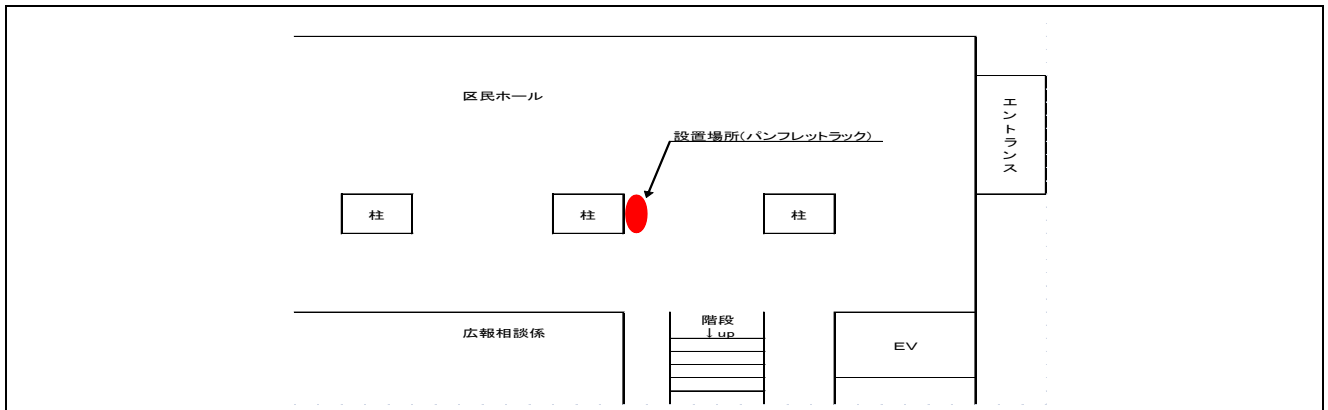 区民ホール
エントランス
設置場所(パンフレットラック)
柱
柱
柱
広報相談係
階段
↓up
EV